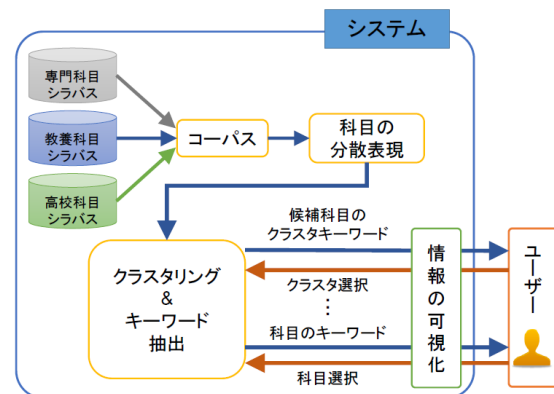 システム
専門科目
シラバス
教養科目
シラバス
高校科目
シラバス
コーパス
科目の
分散表現
クラスタリング
&
キーワード
抽出
候補科目の
クラスタキーワード
クラスタ選択
⋮
科目のキーワード
科目選択
情報の可視化
ユーザー